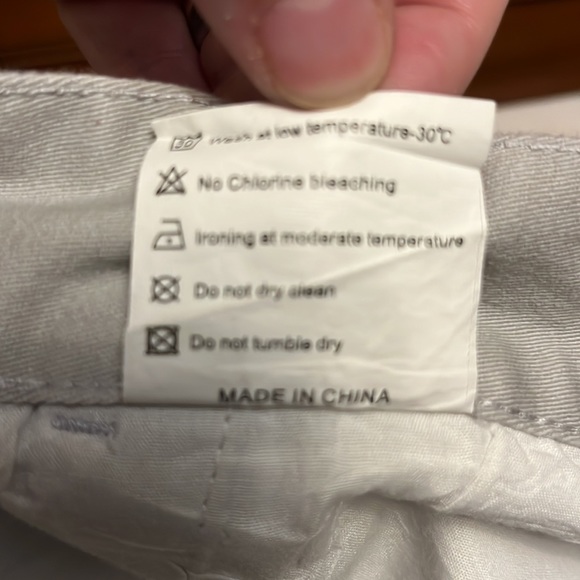 30 Wash at low temperature-30℃
No Chlorine bleaching
Ironing at moderate temperature
Do not dry clean
Do not tumble dry
MADE IN CHINA